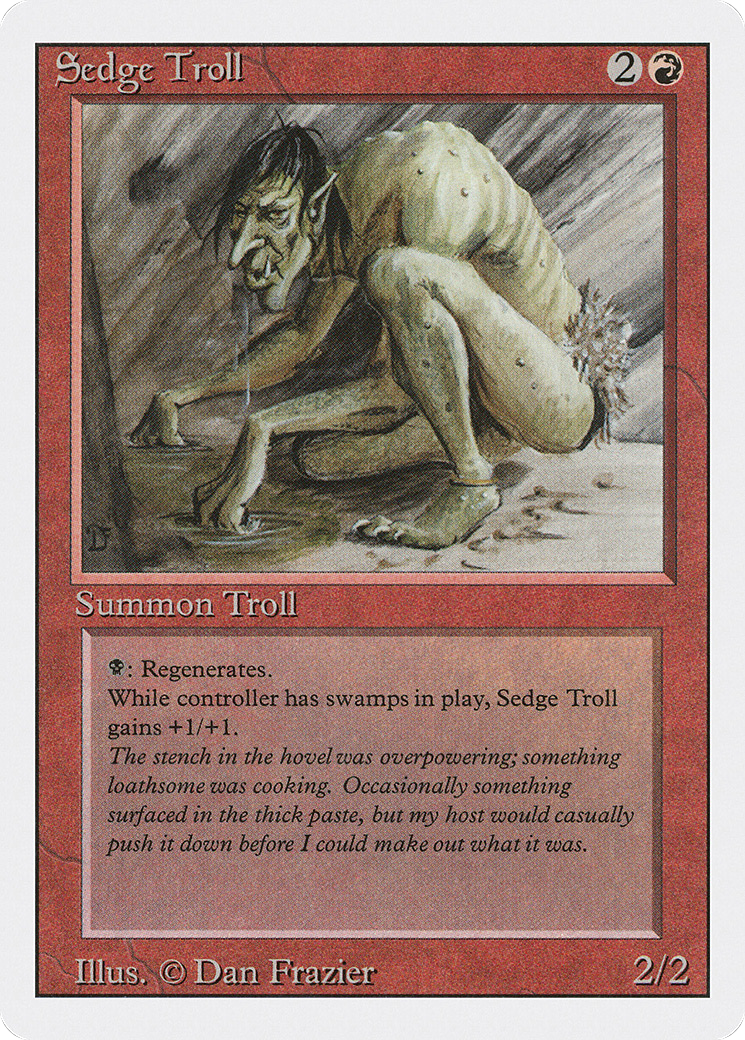 Sedge Troll 2
Summon Troll
: Regenerates.
While controller has swamps in play, Sedge Troll
gains +1/+1.
The stench in the hovel was overpowering; something
loathsome was cooking. Occasionally something
surfaced in the thick paste, but my host would casually
push it down before I could make out what it was.
Illus. © Dan Frazier 2/2
DF